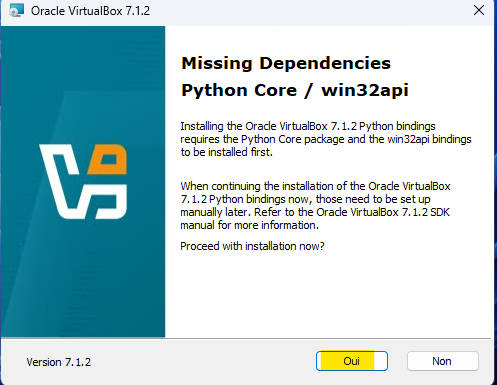 Oracle VirtualBox 7.1.2
Missing Dependencies
Python Core / win32api
Installing the Oracle VirtualBox 7.1.2 Python bindings
requires the Python Core package and the win32api bindings
to be installed first.
When continuing the installation of the Oracle VirtualBox
7.1.2 Python bindings now, those need to be set up
manually later. Refer to the Oracle VirtualBox 7.1.2 SDK
manual for more information.
Proceed with installation now?
Version 7.1.2
Oui
Non